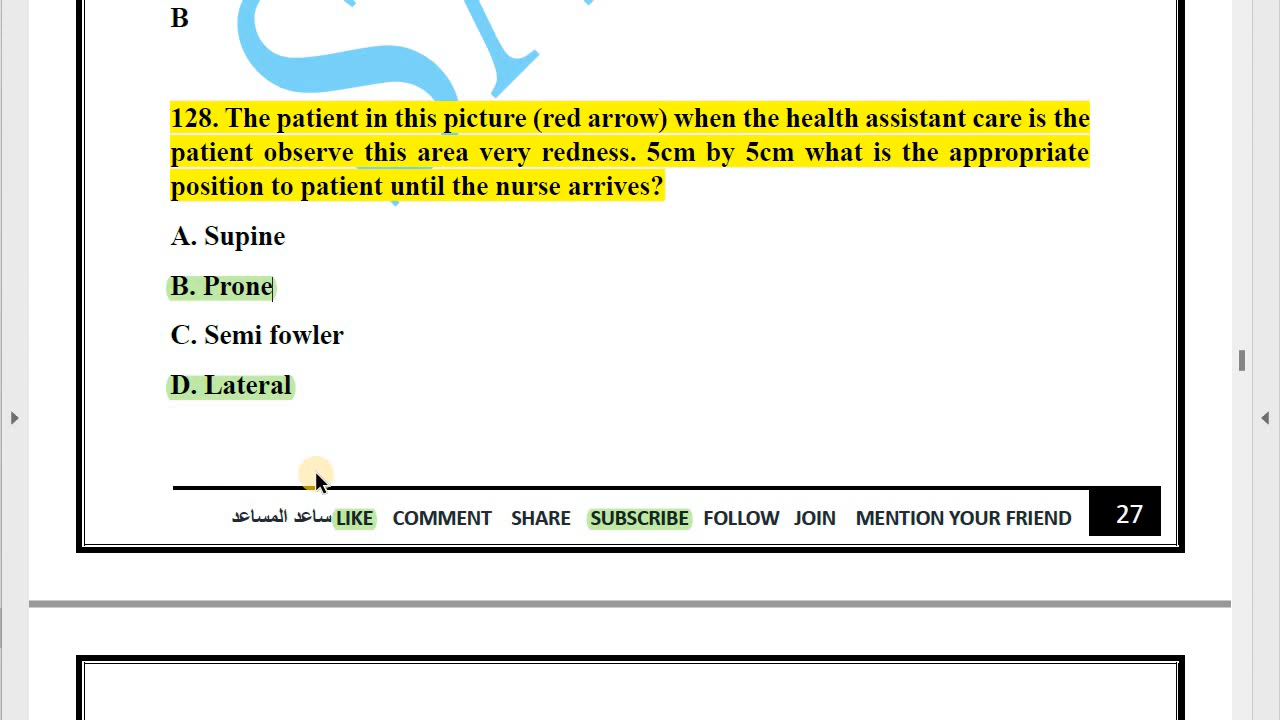 B
128. The patient in this picture (red arrow) when the health assistant care is the
patient observe this area very redness. 5cm by 5cm what is the appropriate
position to patient until the nurse arrives?
A. Supine
B. Prone
C. Semi fowler
D. Lateral
ساعد المساعد LIKE COMMENT SHARE SUBSCRIBE FOLLOW JOIN MENTION YOUR FRIEND 27